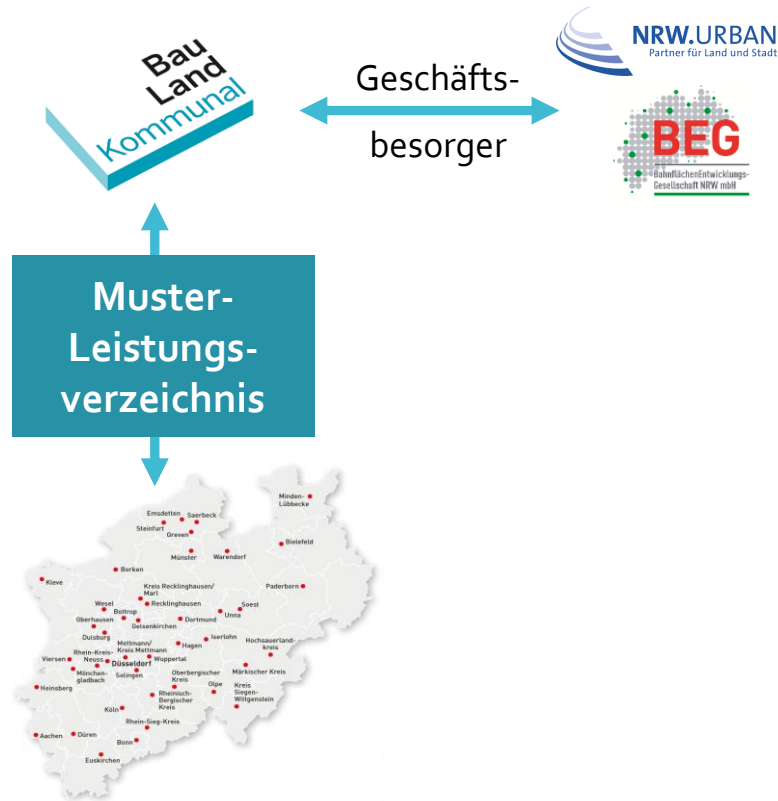 Bau
Land
Kommunal
Geschäfts-
besorger
NRW.URBAN
Partner für Land und Stadt
BEG
BahnflächenEntwicklungs-
Gesellschaft NRW mbH
Muster-
Leistungs-
verzeichnis
Minden-
Lübbecke
Emsdetten
Saerbeck
Steinfurt
Greven
Bielefeld
Münster
Warendorf
Borken
Kleve
Paderborn
Kreis Recklinghausen/
Marl
Recklinghausen
Wesel
Bottrop
Soest
Unna
Oberhausen
Gelsenkirchen
Dortmund
Duisburg
Iserlohn
Hagen
Hochsauerland-
kreis
Mettmann/
Kreis Mettmann
Wuppertal
Rhein-Kreis-
Neuss
Düsseldorf
Viersen
Mönchen-
gladbach
Solingen
Märkischer Kreis
Oberbergischer
Kreis
Olpe
Kreis
Siegen-
Wittgenstein
Heinsberg
Rheinisch-
Bergischer
Kreis
Köln
Rhein-Sieg-Kreis
Aachen
Düren
Bonn
Euskirchen